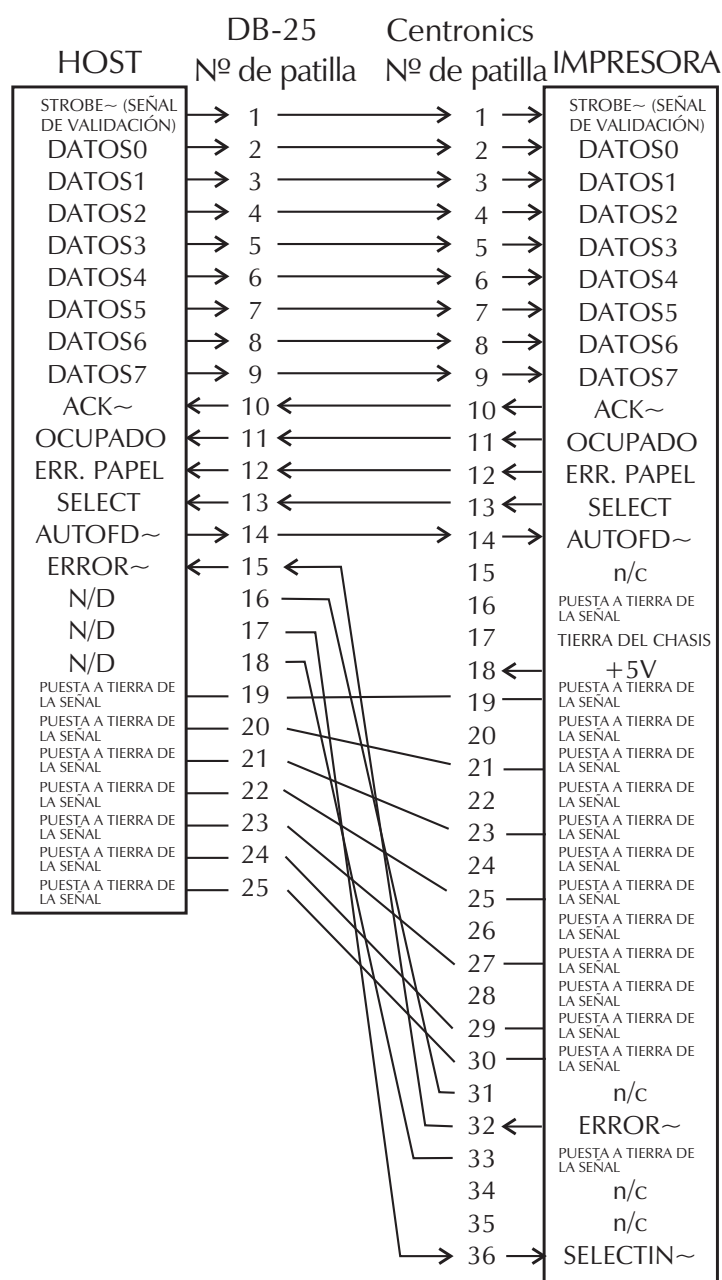 DB-25 Centronics
HOST Nº de patilla Nº de patilla IMPRESORA
STROBE~ (SEÑAL DE VALIDACIÓN) 1 1 STROBE~ (SEÑAL DE VALIDACIÓN)
DATOS0 2 2 DATOS0
DATOS1 3 3 DATOS1
DATOS2 4 4 DATOS2
DATOS3 5 5 DATOS3
DATOS4 6 6 DATOS4
DATOS5 7 7 DATOS5
DATOS6 8 8 DATOS6
DATOS7 9 9 DATOS7
ACK~ 10 10 ACK~
OCUPADO 11 11 OCUPADO
ERR. PAPEL 12 12 ERR. PAPEL
SELECT 13 13 SELECT
AUTOFD~ 14 14 AUTOFD~
ERROR~ 15 15 n/c
N/D 16 16 PUESTA A TIERRA DE LA SEÑAL
N/D 17 17 TIERRA DEL CHASIS
N/D 18 18 +5V
PUESTA A TIERRA DE LA SEÑAL 19 19 PUESTA A TIERRA DE LA SEÑAL
PUESTA A TIERRA DE LA SEÑAL 20 20 PUESTA A TIERRA DE LA SEÑAL
PUESTA A TIERRA DE LA SEÑAL 21 21 PUESTA A TIERRA DE LA SEÑAL
PUESTA A TIERRA DE LA SEÑAL 22 22 PUESTA A TIERRA DE LA SEÑAL
PUESTA A TIERRA DE LA SEÑAL 23 23 PUESTA A TIERRA DE LA SEÑAL
PUESTA A TIERRA DE LA SEÑAL 24 24 PUESTA A TIERRA DE LA SEÑAL
PUESTA A TIERRA DE LA SEÑAL 25 25 PUESTA A TIERRA DE LA SEÑAL
26 PUESTA A TIERRA DE LA SEÑAL
27 PUESTA A TIERRA DE LA SEÑAL
28 PUESTA A TIERRA DE LA SEÑAL
29 PUESTA A TIERRA DE LA SEÑAL
30 PUESTA A TIERRA DE LA SEÑAL
31 n/c
32 ERROR~
33 PUESTA A TIERRA DE LA SEÑAL
34 n/c
35 n/c
36 SELECTIN~